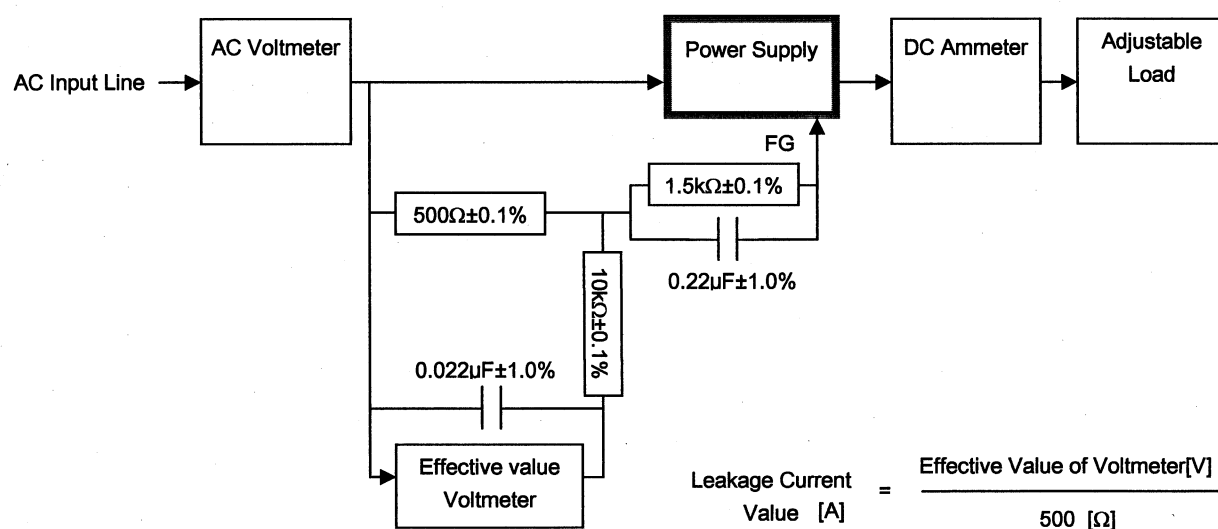 AC Voltmeter
Power Supply
DC Ammeter
Adjustable
Load
AC Input Line
FG
1.5kΩ±0.1%
500Ω±0.1%
0.22µF±1.0%
10kΩ±0.1%
0.022µF±1.0%
Effective value
Voltmeter
Leakage Current
Value [A]
=
Effective Value of Voltmeter[V]
500 [Ω]